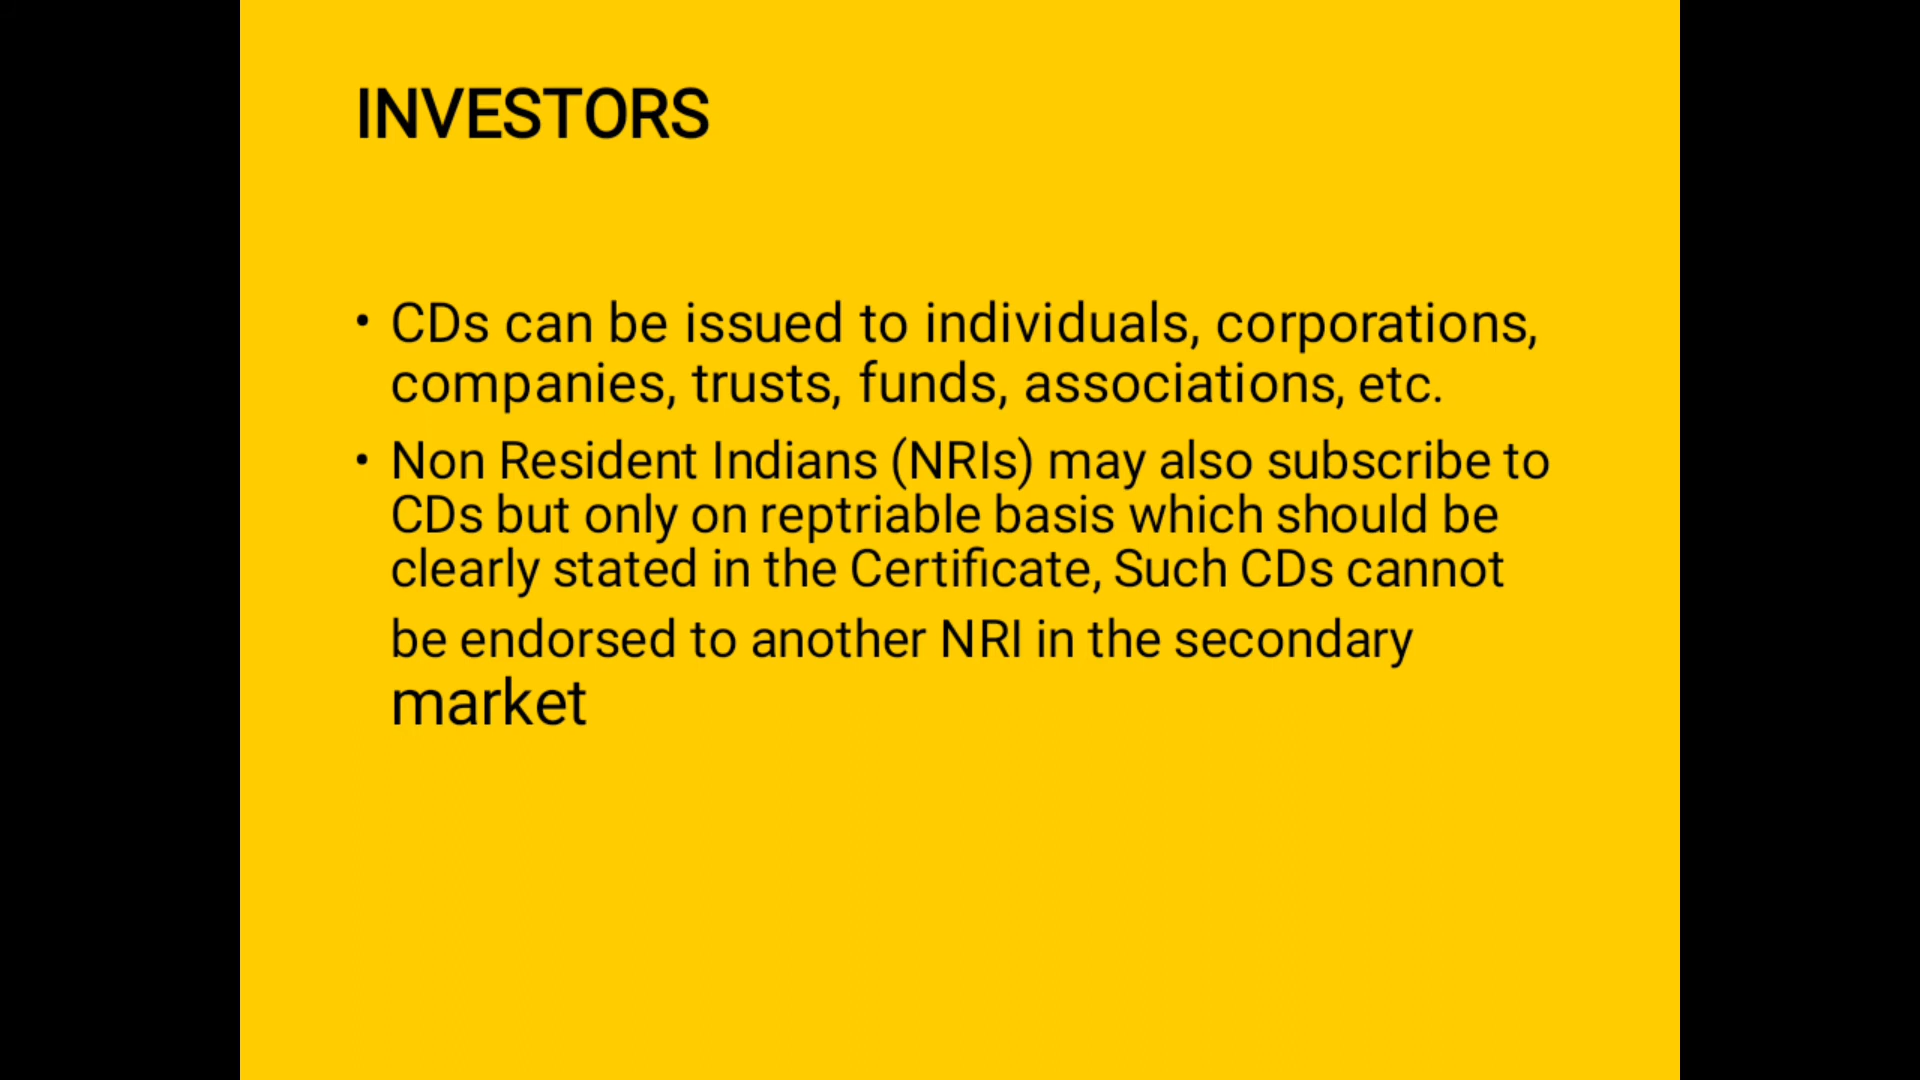 INVESTORS
• CDs can be issued to individuals, corporations,
companies, trusts, funds, associations, etc.
• Non Resident Indians (NRIs) may also subscribe to
CDs but only on reptriable basis which should be
clearly stated in the Certificate, Such CDs cannot
be endorsed to another NRI in the secondary
market